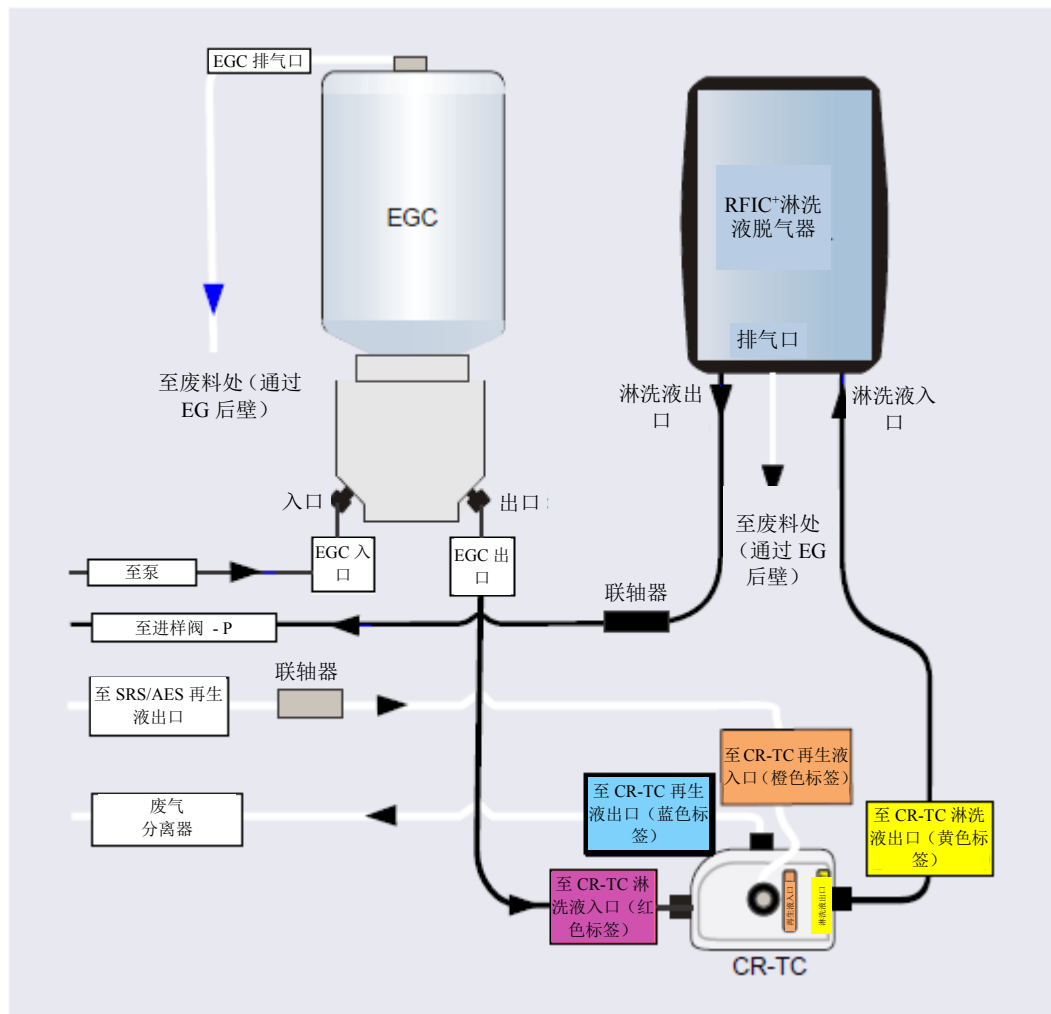 EGC 排气口
EGC
RFIC+淋洗
液脱气器
排气口
至废料处（通过
EG 后壁）
淋洗液出
口
淋洗液入
口
入口
出口
至废料处
（通过 EG
后壁）
EGC 入
口
EGC 出
口
至泵
联轴器
至进样阀 - P
联轴器
至 SRS/AES 再生
液出口
至 CR-TC 再生液
入口（橙色标签）
至 CR-TC 再生
液出口（蓝色标
签）
废气
分离器
至 CR-TC 淋洗
液出口（黄色标
签）
至 CR-TC 淋
洗液入口（红
色标签）
再生液入口
淋洗液出口
CR-TC